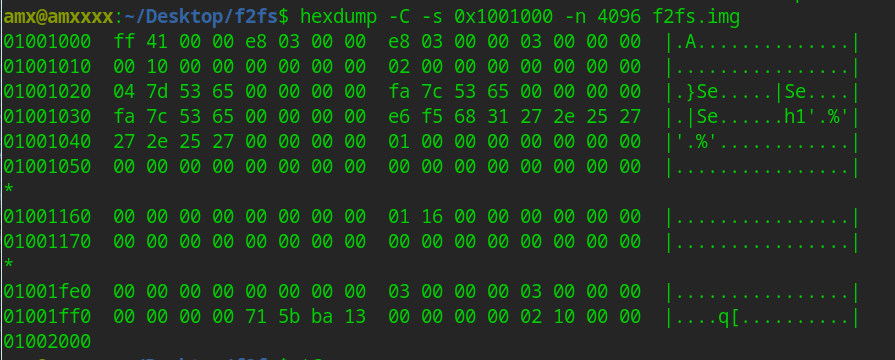 amx@amxxxx:~/Desktop/f2fs$ hexdump -C -s 0x1001000 -n 4096 f2fs.img
01001000  ff 41 00 00 e8 03 00 00  e8 03 00 00 03 00 00 00  |.A..............|
01001010  00 10 00 00 00 00 00 00  02 00 00 00 00 00 00 00  |................|
01001020  04 7d 53 65 00 00 00 00  fa 7c 53 65 00 00 00 00  |.}Se.....|Se....|
01001030  fa 7c 53 65 00 00 00 00  e6 f5 68 31 27 2e 25 27  |.|Se......h1'.%'|
01001040  27 2e 25 27 00 00 00 00  01 00 00 00 00 00 00 00  |'.%'............|
01001050  00 00 00 00 00 00 00 00  00 00 00 00 00 00 00 00  |................|
*
01001160  00 00 00 00 00 00 00 00  01 16 00 00 00 00 00 00  |................|
01001170  00 00 00 00 00 00 00 00  00 00 00 00 00 00 00 00  |................|
*
01001fe0  00 00 00 00 00 00 00 00  03 00 00 00 03 00 00 00  |................|
01001ff0  00 00 00 00 71 5b ba 13  00 00 00 00 02 10 00 00  |....q[..........|
01002000